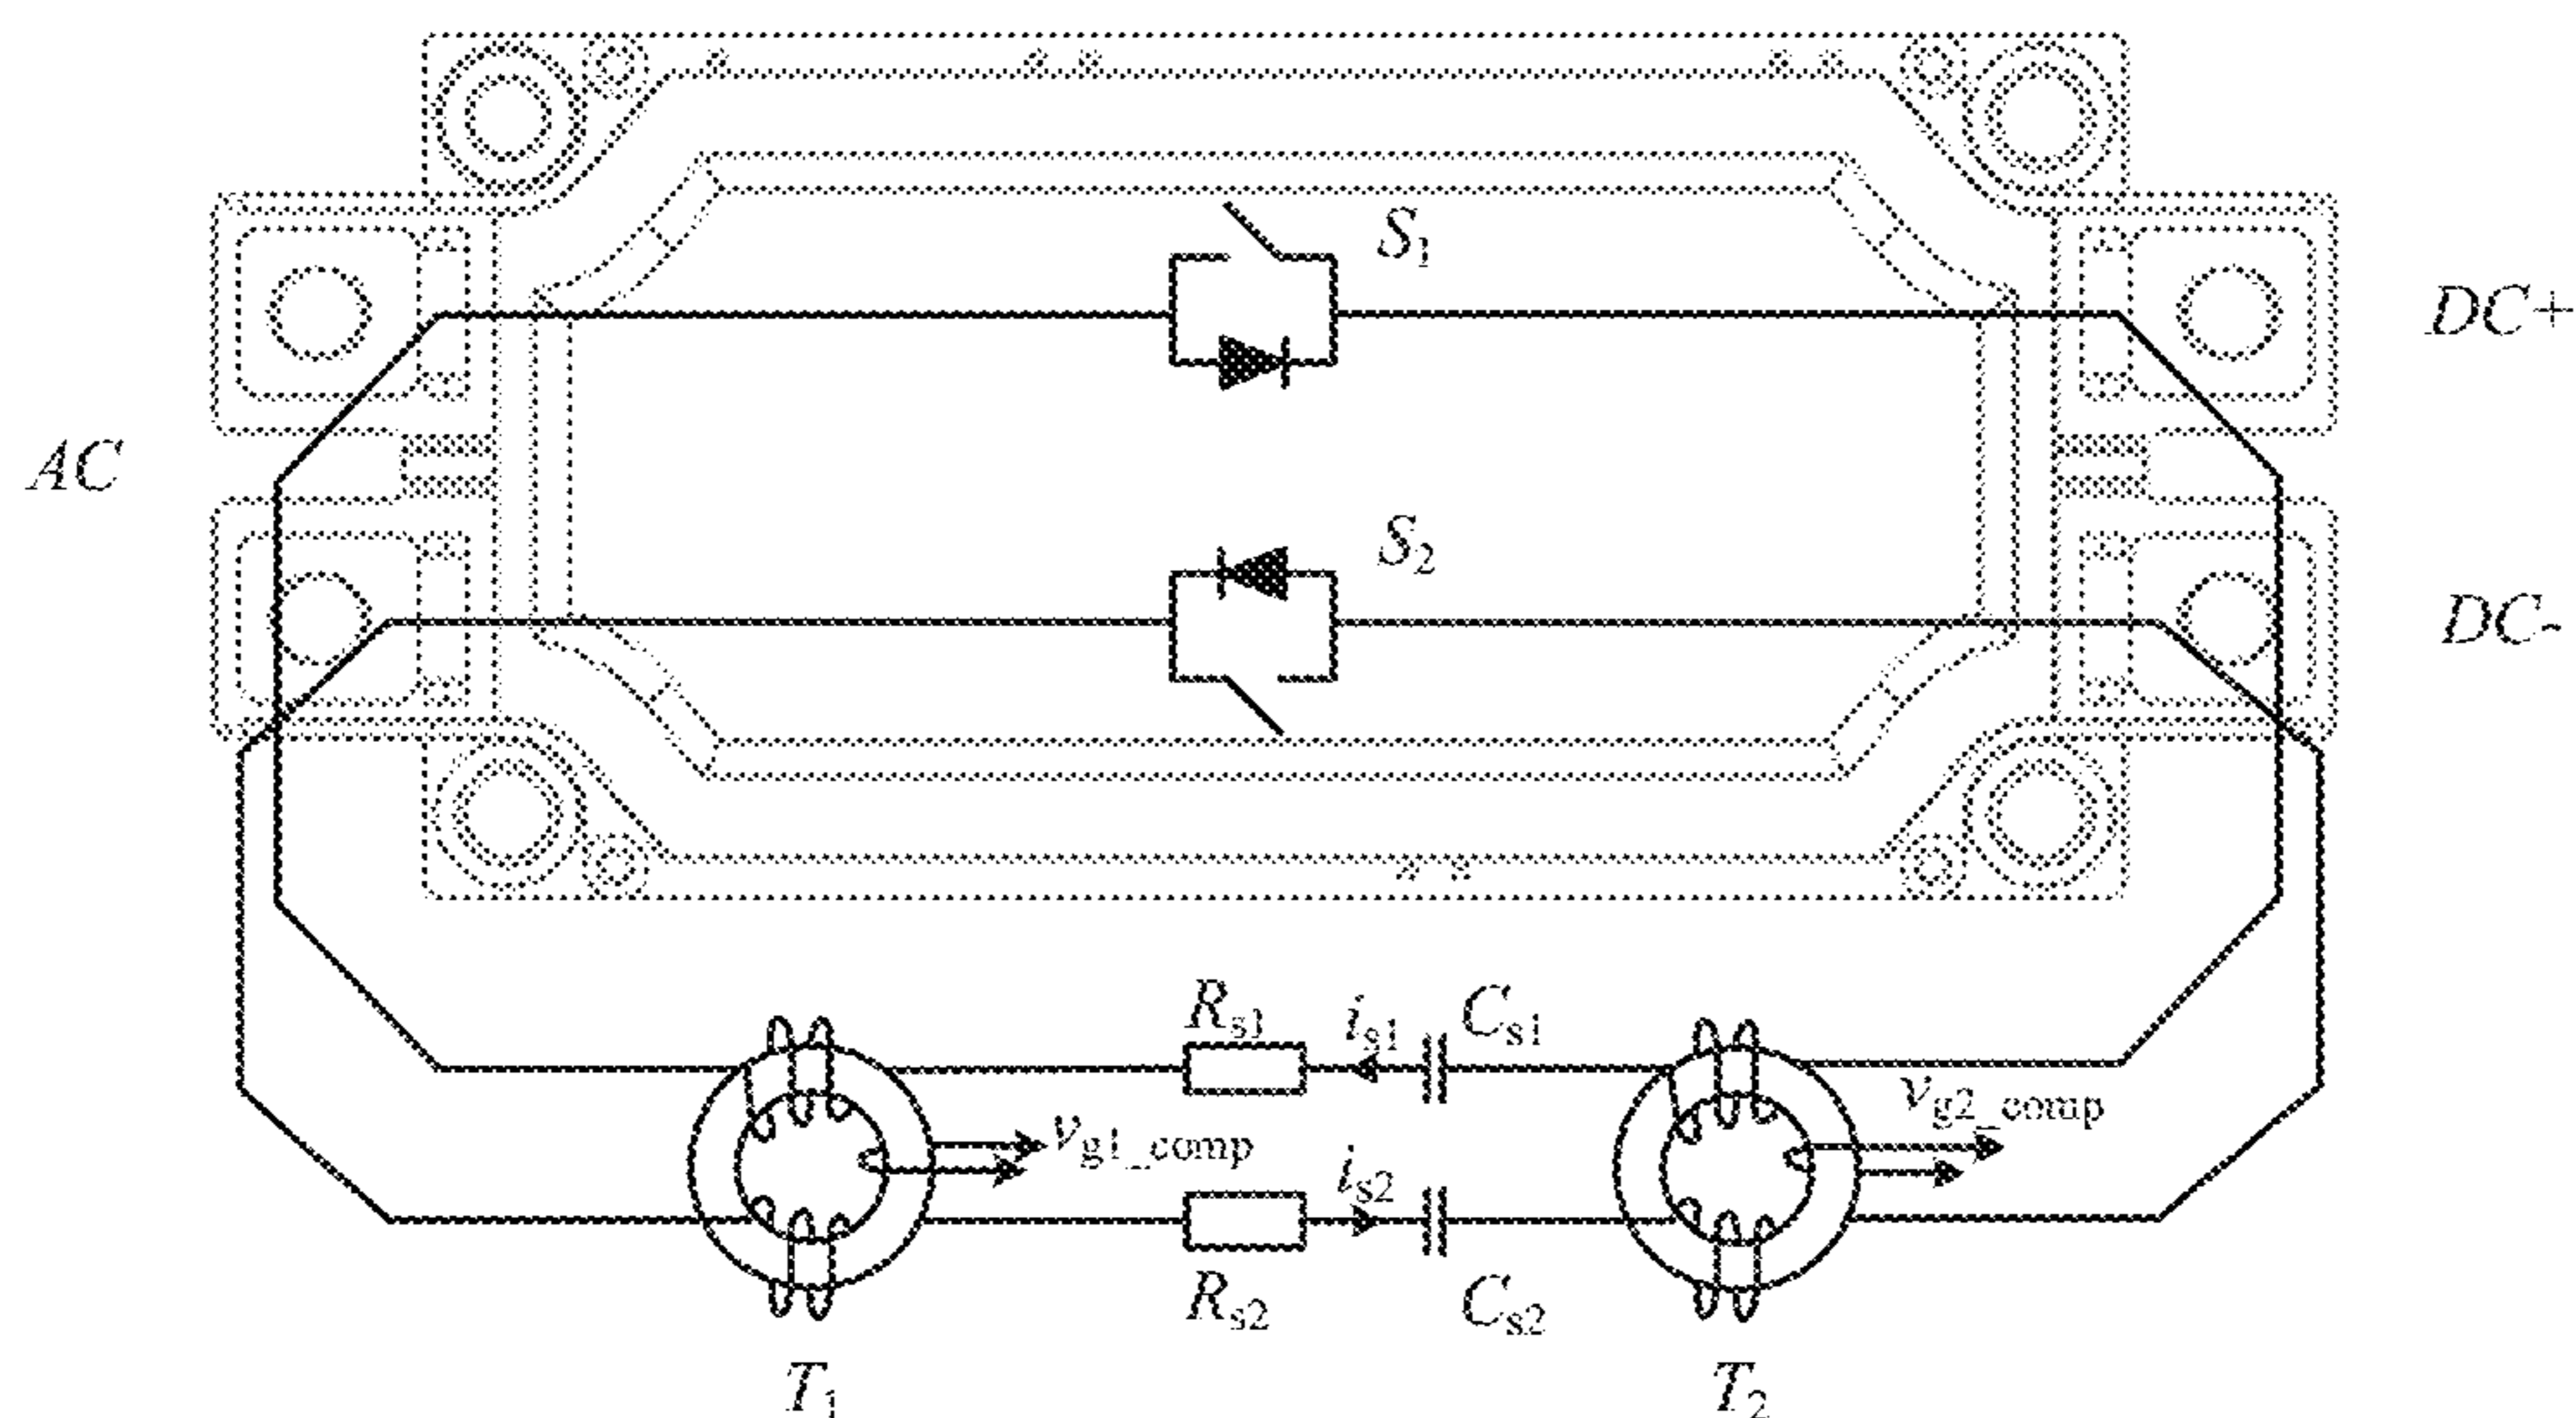 S1
DC+
AC
S2
DC-
Rs1 is1 Cs1
vg1_comp
vg2_comp
is2
Rs2 Cs2
T1 T2